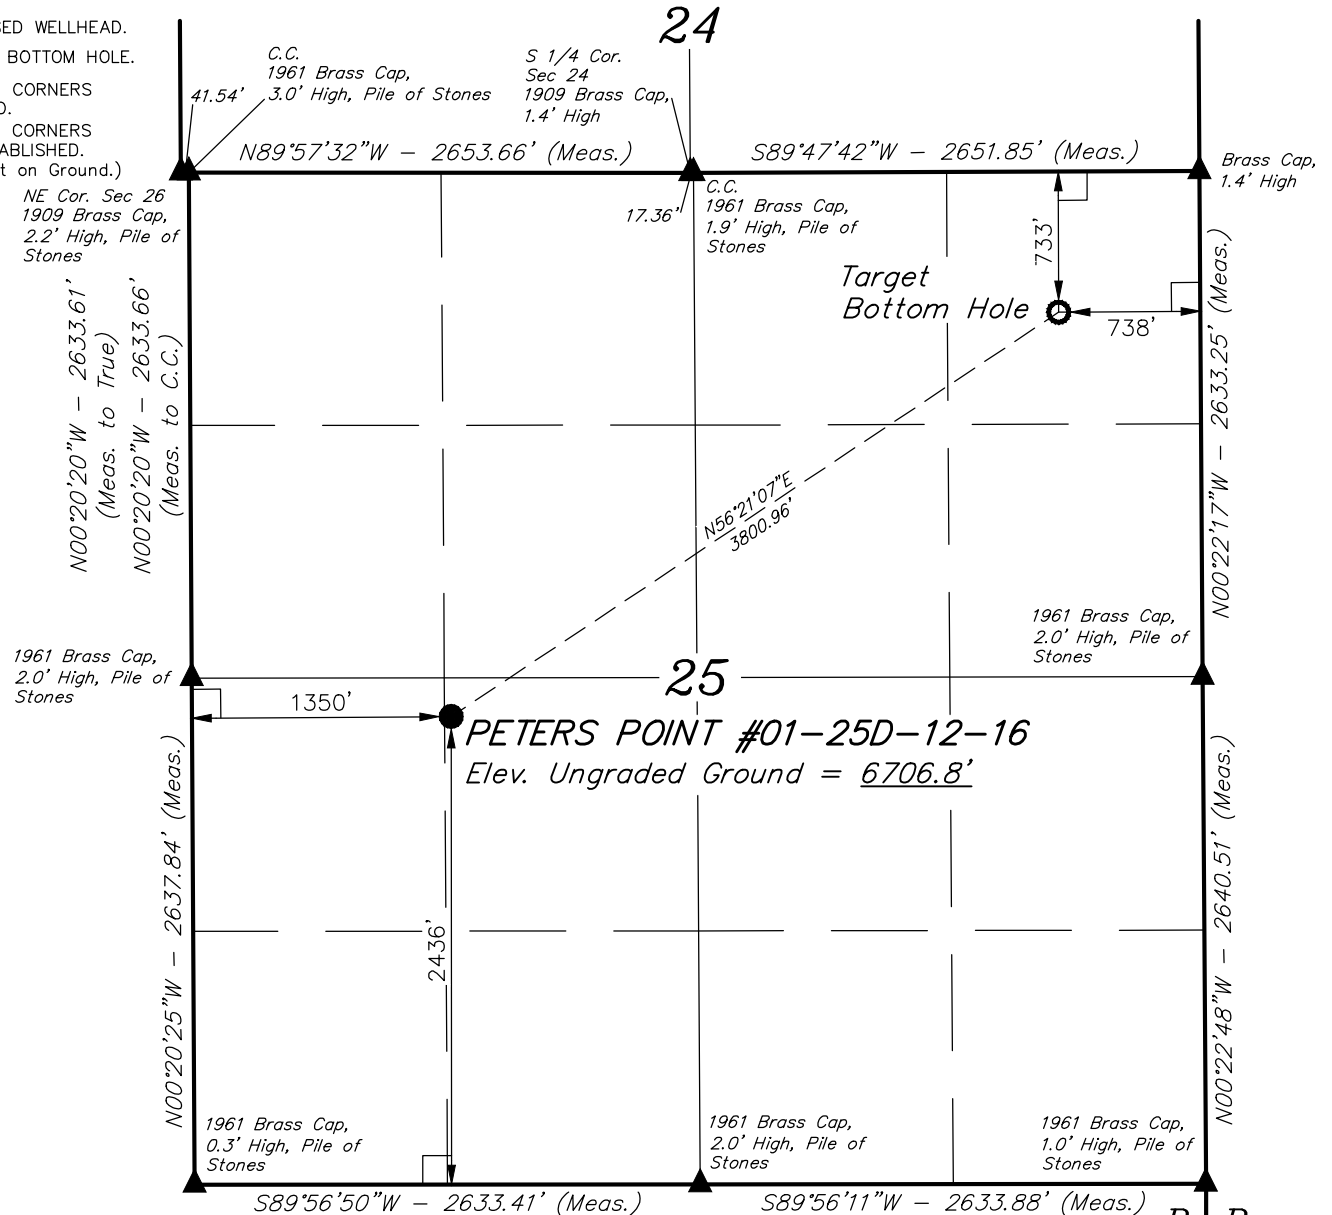 SED WELLHEAD.
BOTTOM HOLE.
CORNERS
D.
CORNERS
ABLISHED.
t on Ground.)
24
C.C.
1961 Brass Cap,
3.0' High, Pile of Stones
41.54'
S 1/4 Cor.
Sec 24
1909 Brass Cap,
1.4' High
N89°57'32"W - 2653.66' (Meas.)
S89°47'42"W - 2651.85' (Meas.)
Brass Cap,
1.4' High
NE Cor. Sec 26
1909 Brass Cap,
2.2' High, Pile of
Stones
17.36'
C.C.
1961 Brass Cap,
1.9' High, Pile of
Stones
733'
Target
Bottom Hole
738'
N00°20'20"W - 2633.61'
(Meas. to True)
N00°20'20"W - 2633.66'
(Meas. to C.C.)
N00°22'17"W - 2633.25' (Meas.)
N56°21'07"E
3800.96'
1961 Brass Cap,
2.0' High, Pile of
Stones
1961 Brass Cap,
2.0' High, Pile of
Stones
25
1350'
PETERS POINT #01-25D-12-16
Elev. Ungraded Ground = 6706.8'
N00°20'25"W - 2637.84' (Meas.)
2436'
N00°22'48"W - 2640.51' (Meas.)
1961 Brass Cap,
0.3' High, Pile of
Stones
1961 Brass Cap,
2.0' High, Pile of
Stones
1961 Brass Cap,
1.0' High, Pile of
Stones
S89°56'50"W - 2633.41' (Meas.)
S89°56'11"W - 2633.88' (Meas.)